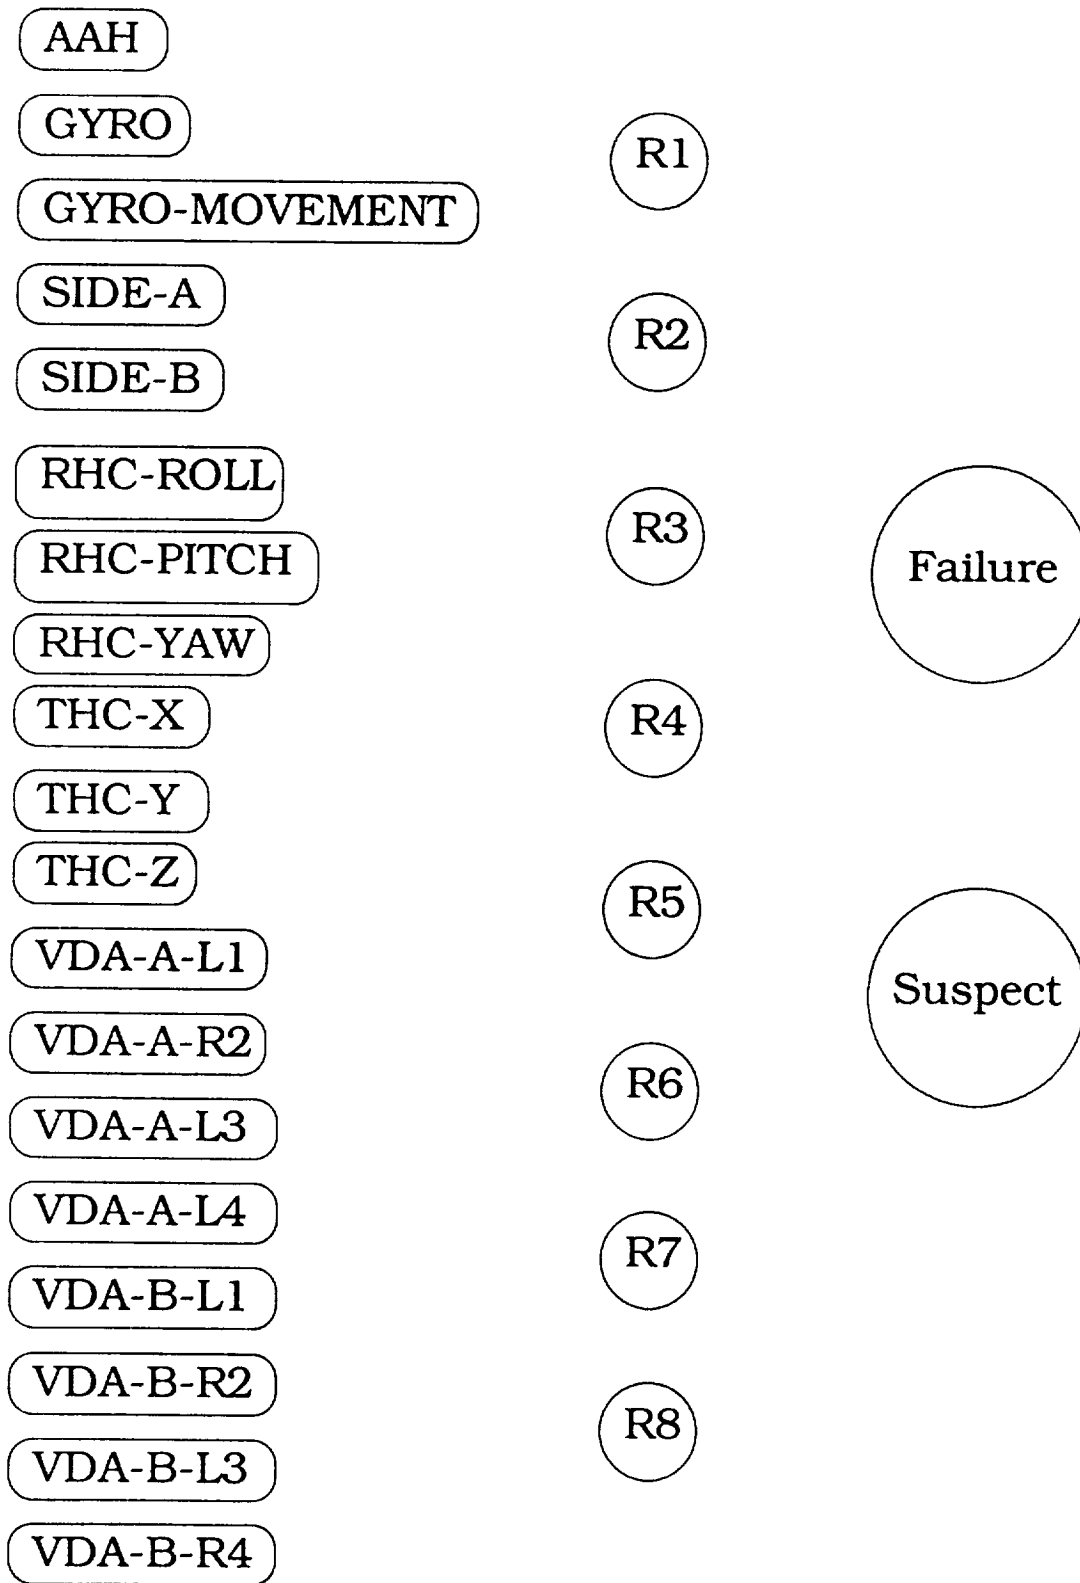 AAH
GYRO
GYRO-MOVEMENT
SIDE-A
SIDE-B
RHC-ROLL
RHC-PITCH
RHC-YAW
THC-X
THC-Y
THC-Z
VDA-A-L1
VDA-A-R2
VDA-A-L3
VDA-A-L4
VDA-B-L1
VDA-B-R2
VDA-B-L3
VDA-B-R4
R1
R2
R3
R4
R5
R6
R7
R8
Failure
Suspect